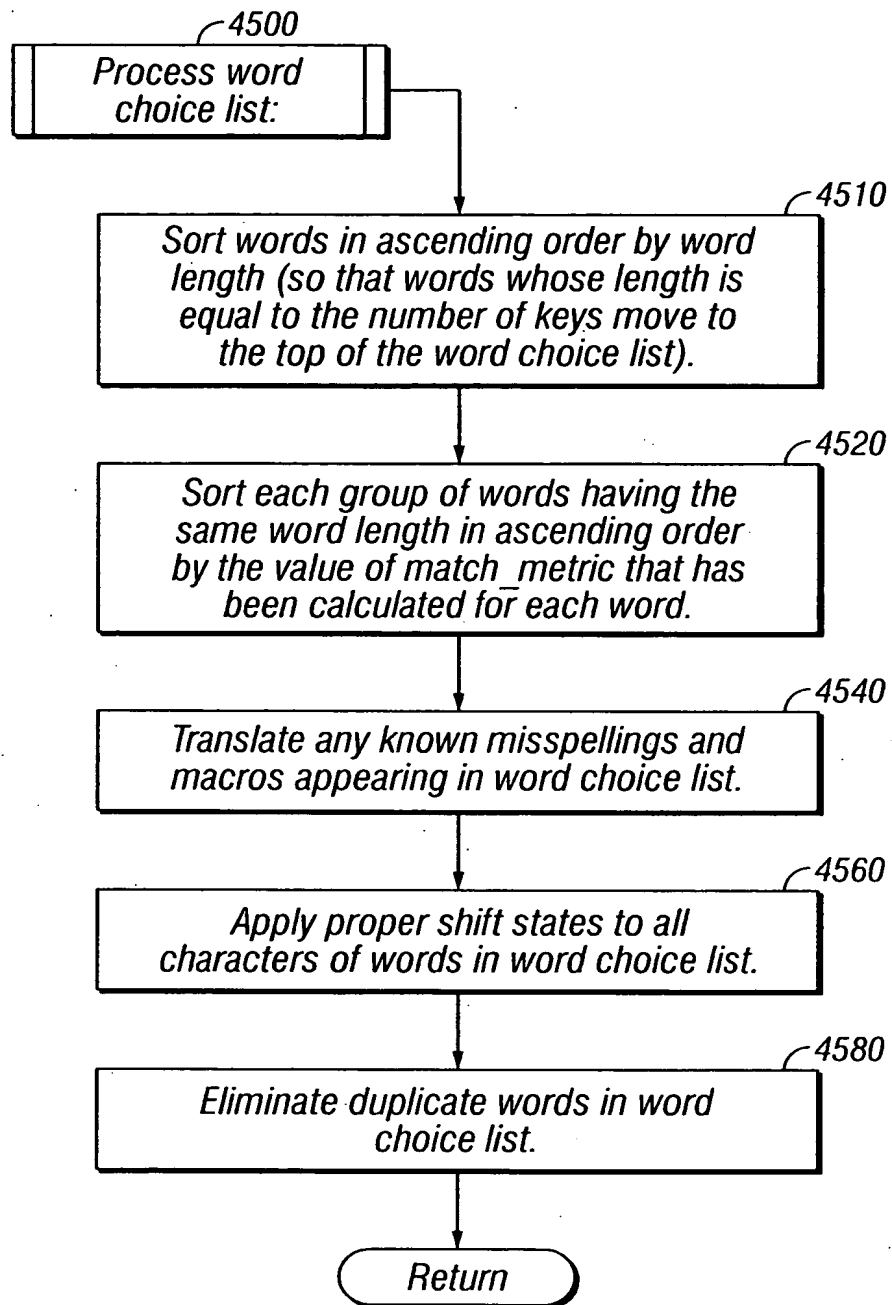 4500
Process word
choice list:
4510
Sort words in ascending order by word
length (so that words whose length is
equal to the number of keys move to
the top of the word choice list).
4520
Sort each group of words having the
same word length in ascending order
by the value of match_metric that has
been calculated for each word.
4540
Translate any known misspellings and
macros appearing in word choice list.
4560
Apply proper shift states to all
characters of words in word choice list.
4580
Eliminate duplicate words in word
choice list.
Return